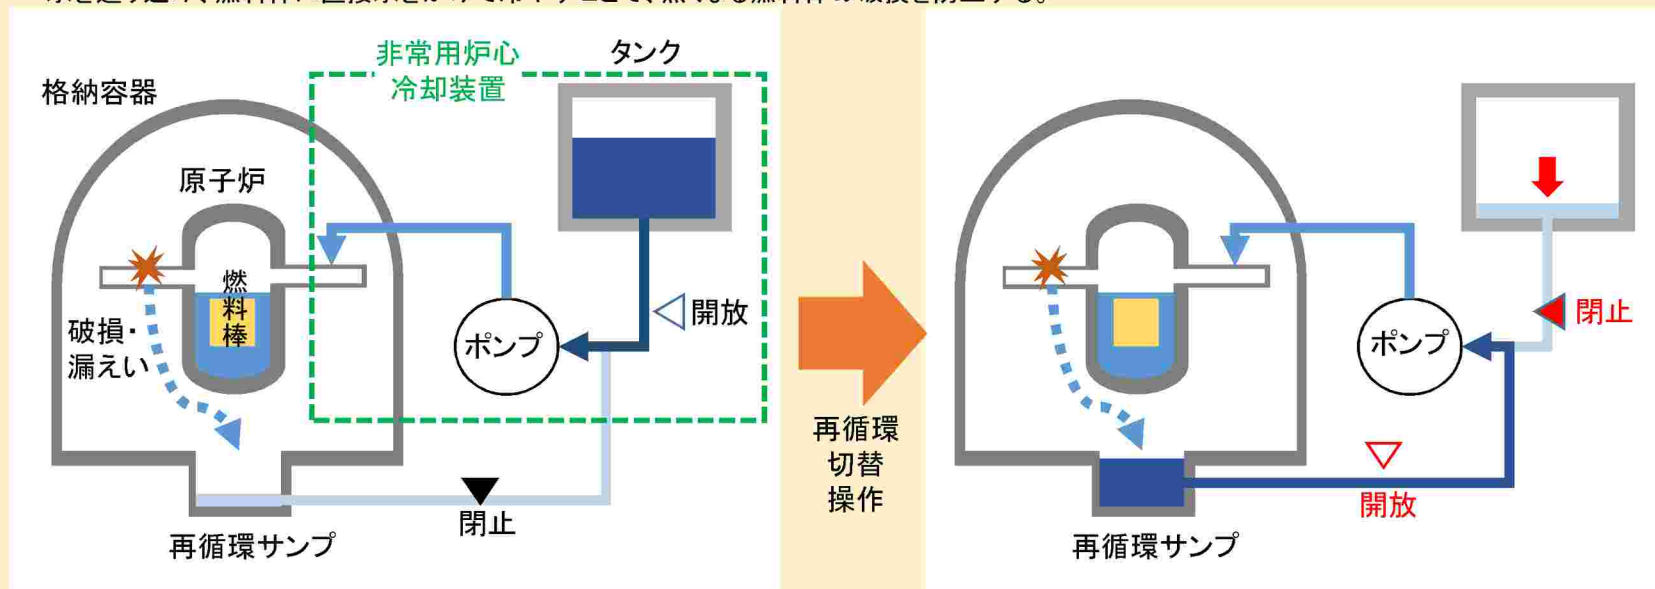 非常用炉心
冷却装置
タンク
格納容器
原子炉
燃料棒
破損・
漏えい
ポンプ
開放
閉止
再循環サンプ
再循環
切替
操作
閉止
ポンプ
開放
再循環サンプ